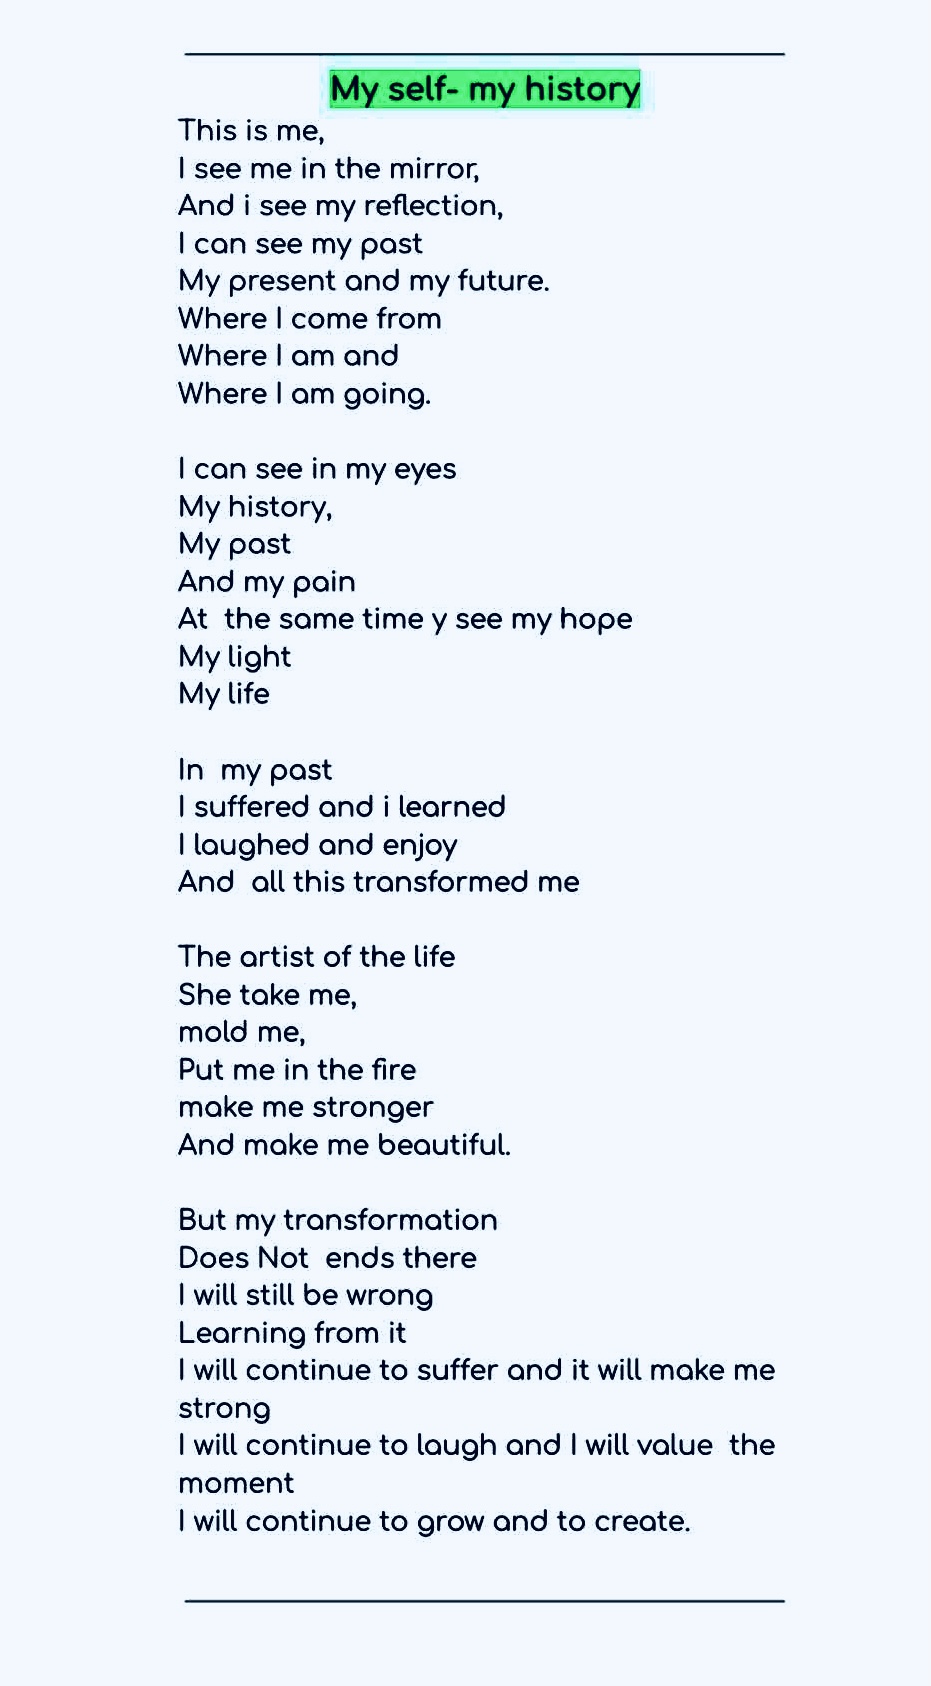 My self- my history
This is me,
I see me in the mirror,
And i see my reflection,
I can see my past
My present and my future.
Where I come from
Where I am and
Where I am going.
I can see in my eyes
My history,
My past
And my pain
At  the same time y see my hope
My light
My life
In  my past
I suffered and i learned
I laughed and enjoy
And  all this transformed me
The artist of the life
She take me,
mold me,
Put me in the fire
make me stronger
And make me beautiful.
But my transformation
Does Not  ends there
I will still be wrong
Learning from it
I will continue to suffer and it will make me
strong
I will continue to laugh and I will value  the
moment
I will continue to grow and to create.